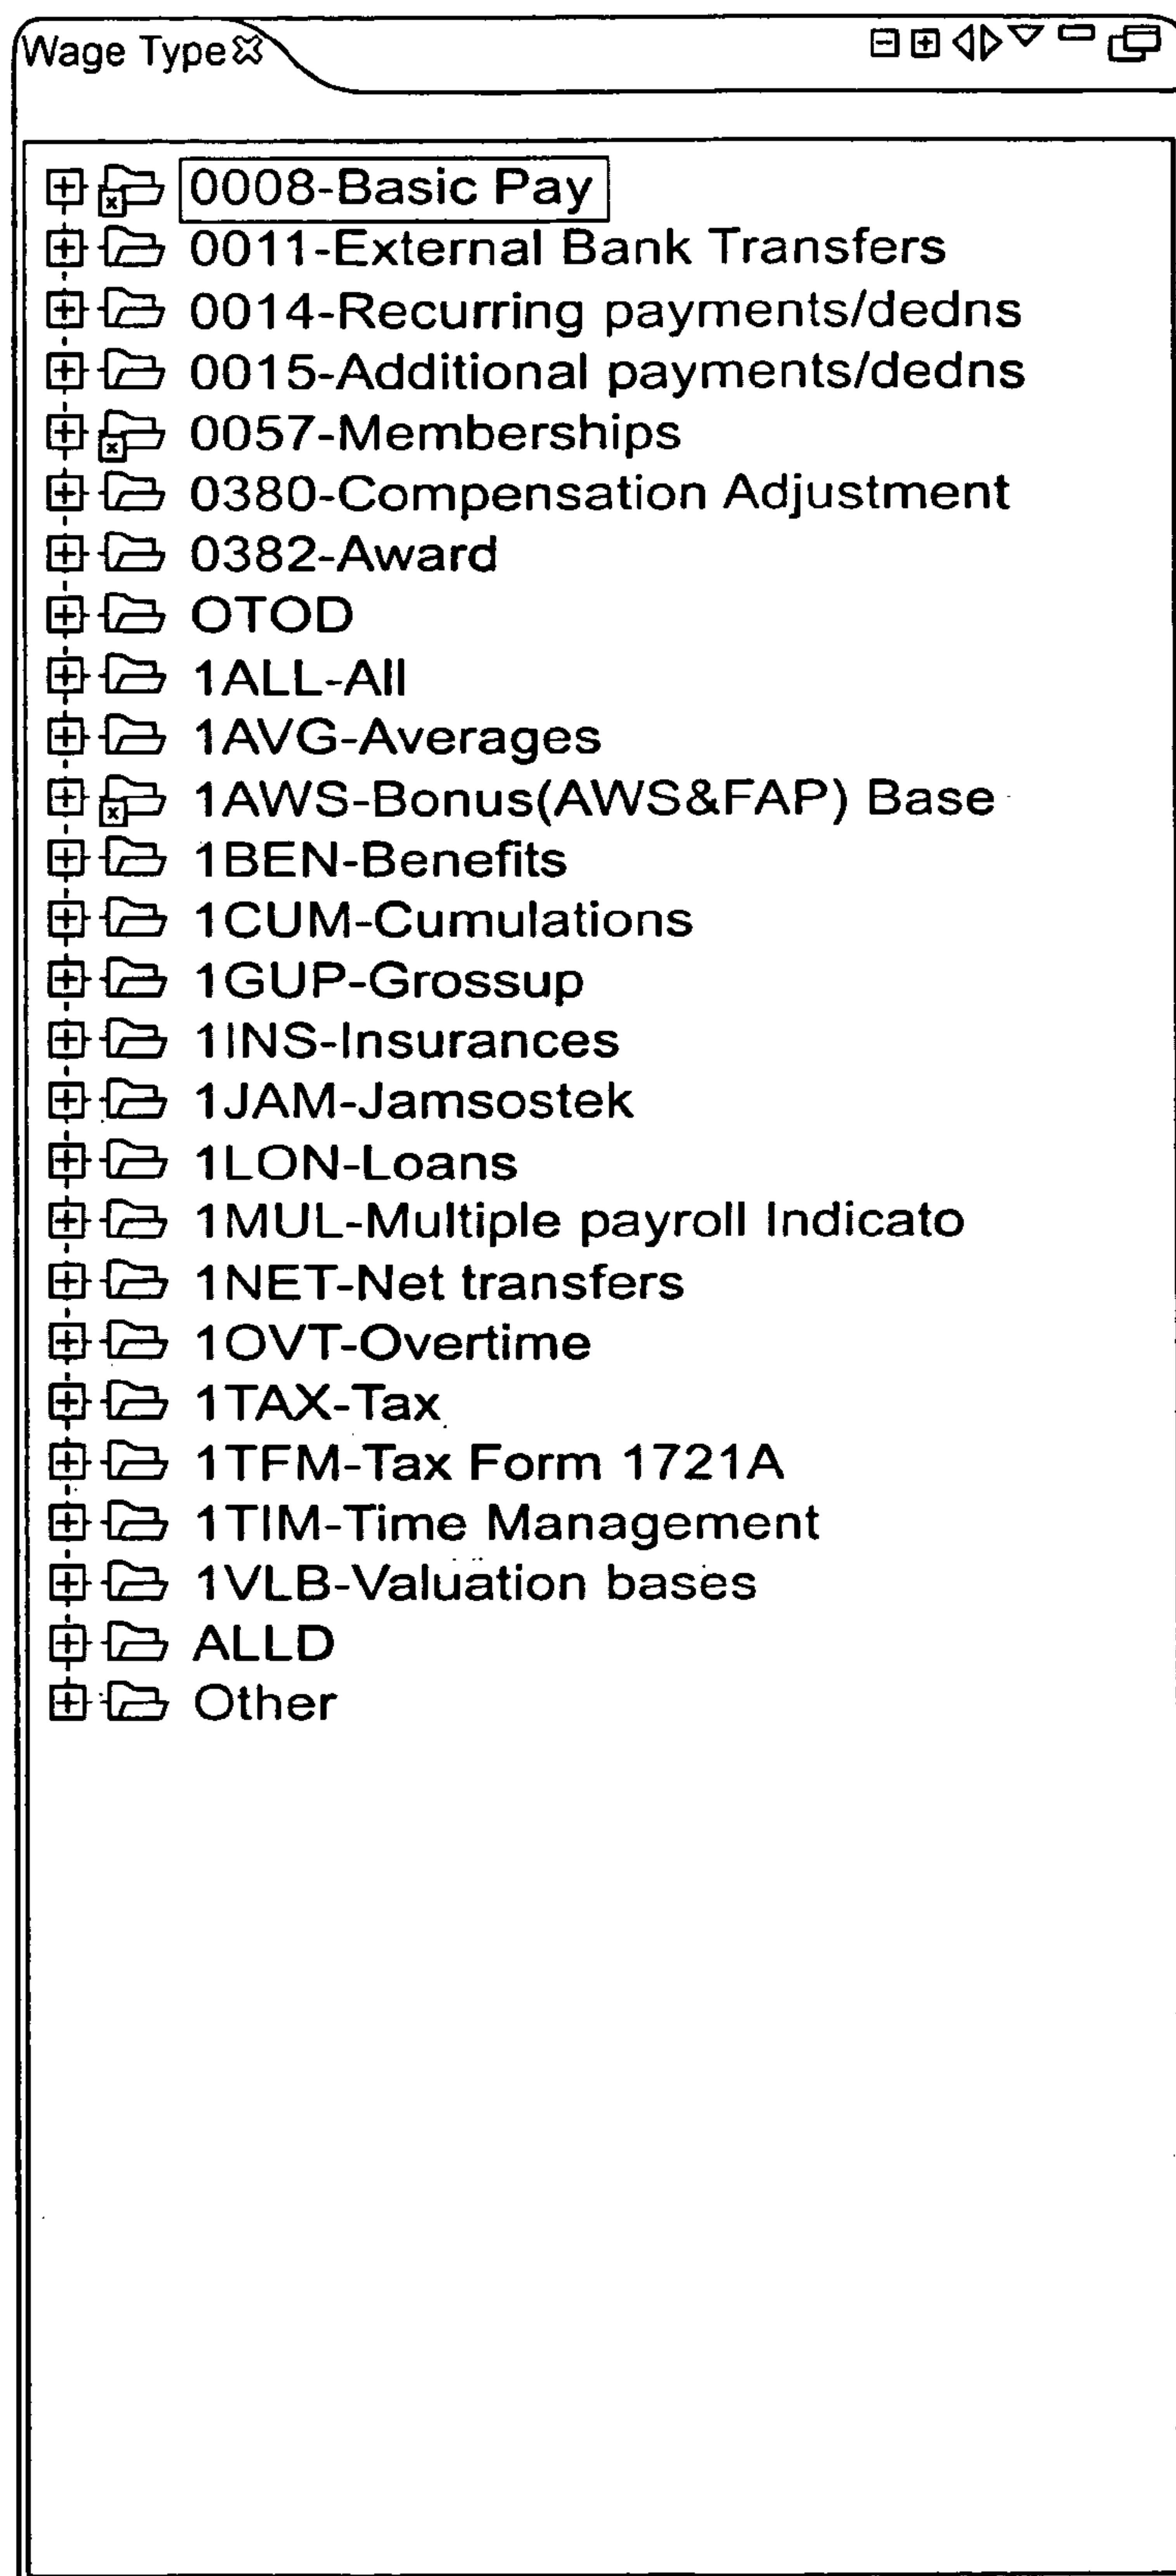 Wage Type
0008-Basic Pay
0011-External Bank Transfers
0014-Recurring payments/dedns
0015-Additional payments/dedns
0057-Memberships
0380-Compensation Adjustment
0382-Award
OTOD
1ALL-All
1AVG-Averages
1AWS-Bonus(AWS&FAP) Base
1BEN-Benefits
1CUM-Cumulations
1GUP-Grossup
1INS-Insurances
1JAM-Jamsostek
1LON-Loans
1MUL-Multiple payroll Indicato
1NET-Net transfers
1OVT-Overtime
1TAX-Tax
1TFM-Tax Form 1721A
1TIM-Time Management
1VLB-Valuation bases
ALLD
Other